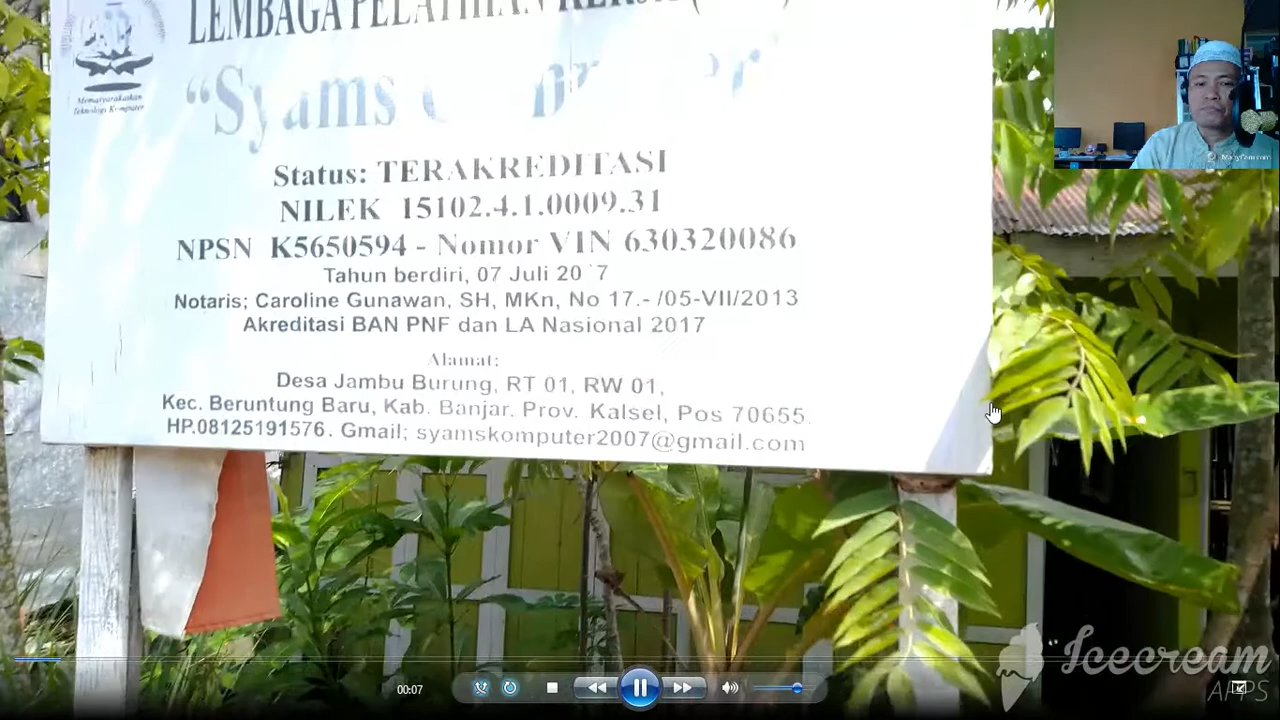 LEMBAGA PELATIHAN
"Syams
Memasyarakatkan
Teknologi Komputer
Status: TERAKREDITASI
NILEK 15102.4.1.0009.31
NPSN K5650594 - Nomor VIN 630320086
Tahun berdiri, 07 Juli
Notaris; Caroline Gunawan, SH, MKn, No 17.- /05-VII/2013
Akreditasi BAN PNF dan LA Nasional 2017
Alamat:
Desa Jambu Burung, RT 01, RW 01,
Kec. Beruntung Baru, Kab. Banjar. Prov. Kalsel, Pos 70655.
HP.08125191576. Gmail; syamskomputer2007@gmail.com
ManyCam.com
00:07
Icecream
APPS